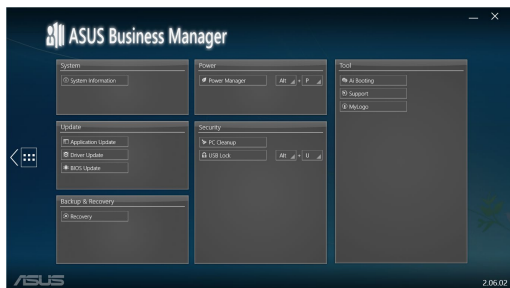 ASUS Business Manager
System
System Information
Update
Application Update
Driver Update
BIOS Update
Backup & Recovery
Recovery
Power
Power Manager Alt + P
Security
PC Cleanup
USB Lock Alt + U
Tool
Ai Booting
Support
MyLogo
ASUS
2.06.02